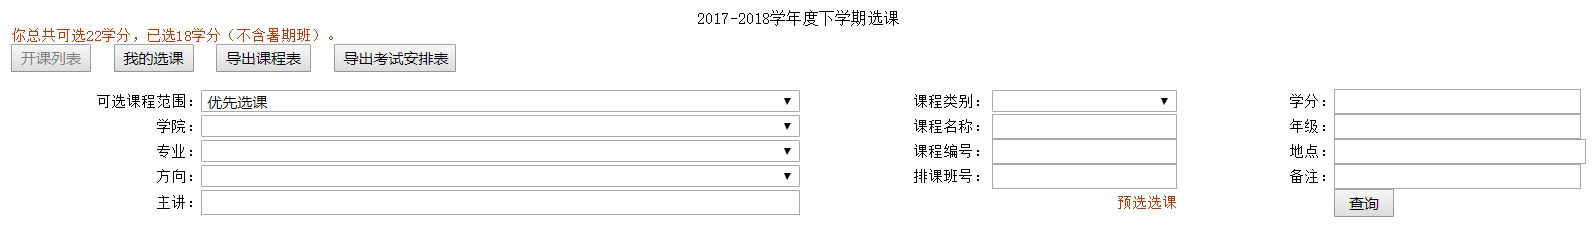 2017-2018学年度下学期选课
你总共可选22学分，已选18学分（不含暑期班）。
开课列表 我的选课 导出课程表 导出考试安排表
可选课程范围： 优先选课 课程类别： 学分：
学院： 课程名称： 年级：
专业： 课程编号： 地点：
方向： 排课班号： 备注：
主讲： 预选选课 查询